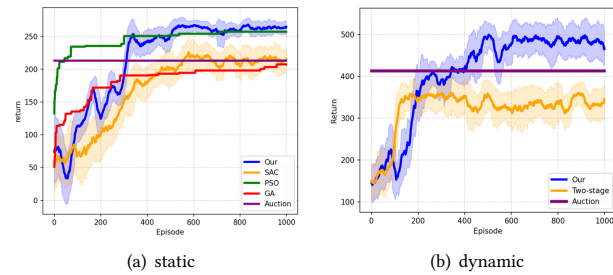 250
200
150
100
50
0
return
0
200
400
600
800
1000
Episode
Our
SAC
PSO
GA
Auction
(a) static
500
400
300
200
100
Return
0
200
400
600
800
1000
Episode
Our
Two-stage
Auction
(b) dynamic